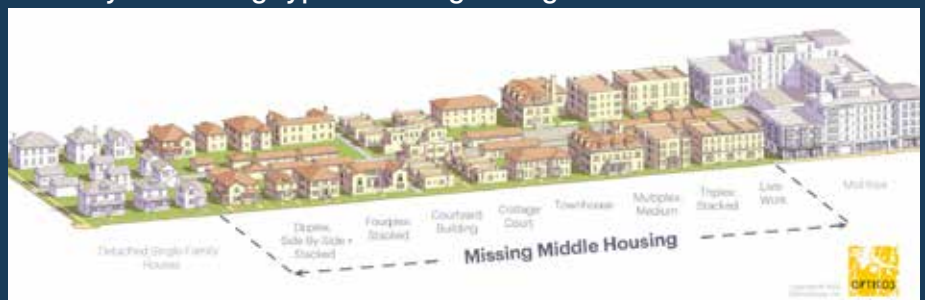 Detached Single-Family
Houses
Duplex:
Side-By-Side +
Stacked
Fourplex:
Stacked
Courtyard
Building
Cottage
Court
Townhouse
Multiplex:
Medium
Triplex:
Stacked
Live-
Work
Mid-Rise
Missing Middle Housing
OPTICOS